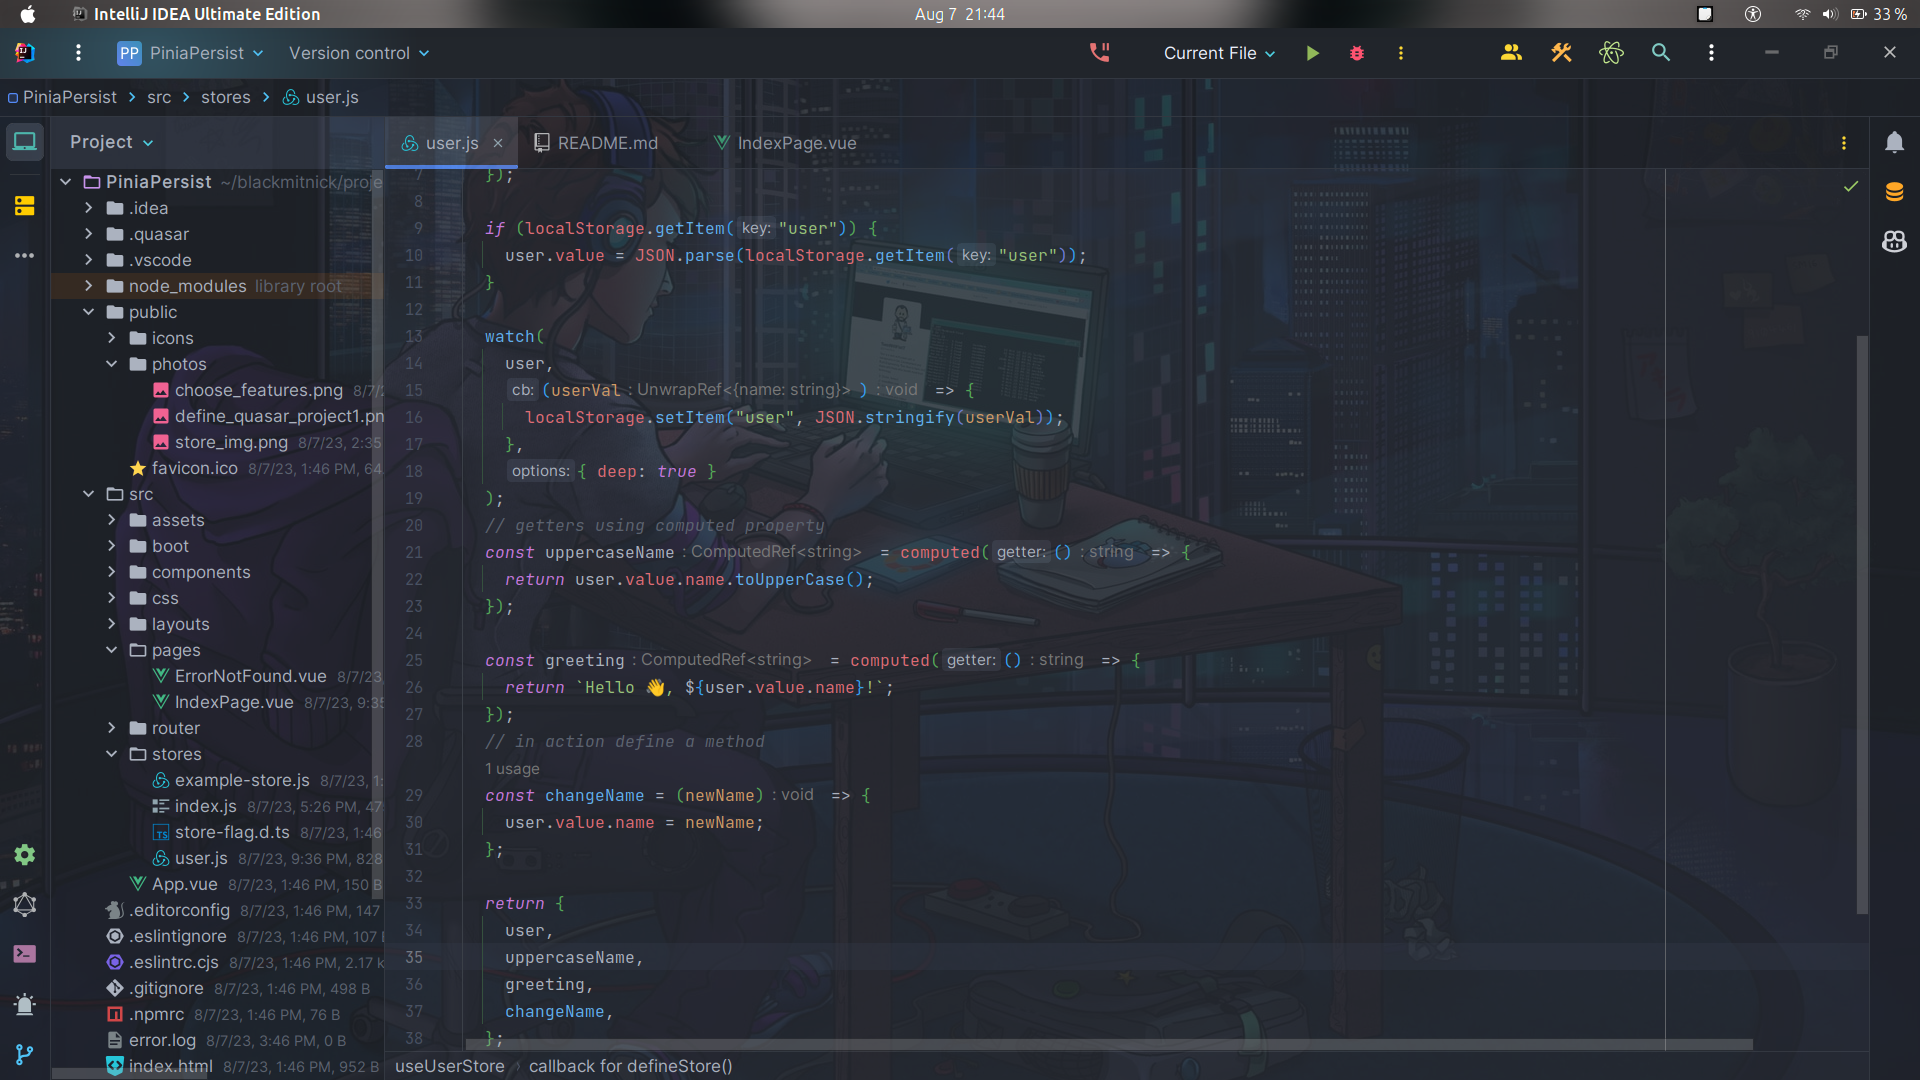 IntelliJ IDEA Ultimate Edition
Aug 7 21:44
33 %
PP PiniaPersist
Version control
Current File
PiniaPersist > src > stores > user.js
Project
user.js
README.md
IndexPage.vue
PiniaPersist ~/blackmitnick/proje
.idea
.quasar
.vscode
node_modules library root
public
icons
photos
choose_features.png 8/7/
define_quasar_project1.pn
store_img.png 8/7/23, 2:35
favicon.ico 8/7/23, 1:46 PM, 64
src
assets
boot
components
css
layouts
pages
ErrorNotFound.vue 8/7/23
IndexPage.vue 8/7/23, 9:35
router
stores
example-store.js 8/7/23, 1:
index.js 8/7/23, 5:26 PM, 47
store-flag.d.ts 8/7/23, 1:46
user.js 8/7/23, 9:36 PM, 828
App.vue 8/7/23, 1:46 PM, 150 B
.editorconfig 8/7/23, 1:46 PM, 147
.eslintignore 8/7/23, 1:46 PM, 107
.eslintrc.cjs 8/7/23, 1:46 PM, 2.17 k
.gitignore 8/7/23, 1:46 PM, 498 B
.npmrc 8/7/23, 1:46 PM, 76 B
error.log 8/7/23, 3:46 PM, 0 B
index.html 8/7/23, 1:46 PM, 952 B
7 });
8
9 if (localStorage.getItem( key: "user")) {
10 user.value = JSON.parse(localStorage.getItem( key: "user"));
11 }
12
13 watch(
14 user,
15 cb: (userVal : UnwrapRef<{name: string}> ) : void => {
16 localStorage.setItem("user", JSON.stringify(userVal));
17 },
18 options: { deep: true }
19 );
20 // getters using computed property
21 const uppercaseName : ComputedRef<string> = computed( getter: () : string => {
22 return user.value.name.toUpperCase();
23 });
24
25 const greeting : ComputedRef<string> = computed( getter: () : string => {
26 return `Hello 👋, ${user.value.name}!`;
27 });
28 // in action define a method
1 usage
29 const changeName = (newName) : void => {
30 user.value.name = newName;
31 };
32
33 return {
34 user,
35 uppercaseName,
36 greeting,
37 changeName,
38 };
useUserStore > callback for defineStore()